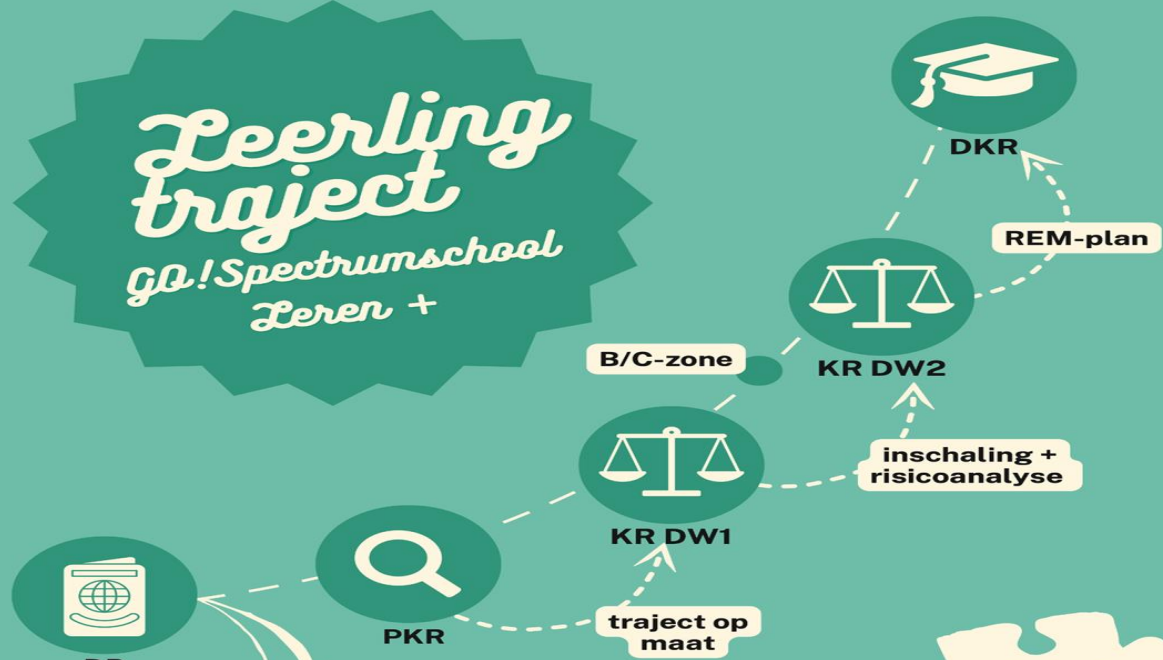 Leerling
traject
GO!Spectrumschool
Leren +
DKR
REM-plan
B/C-zone
KR DW2
inschaling +
risicoanalyse
KR DW1
PKR
traject op
maat